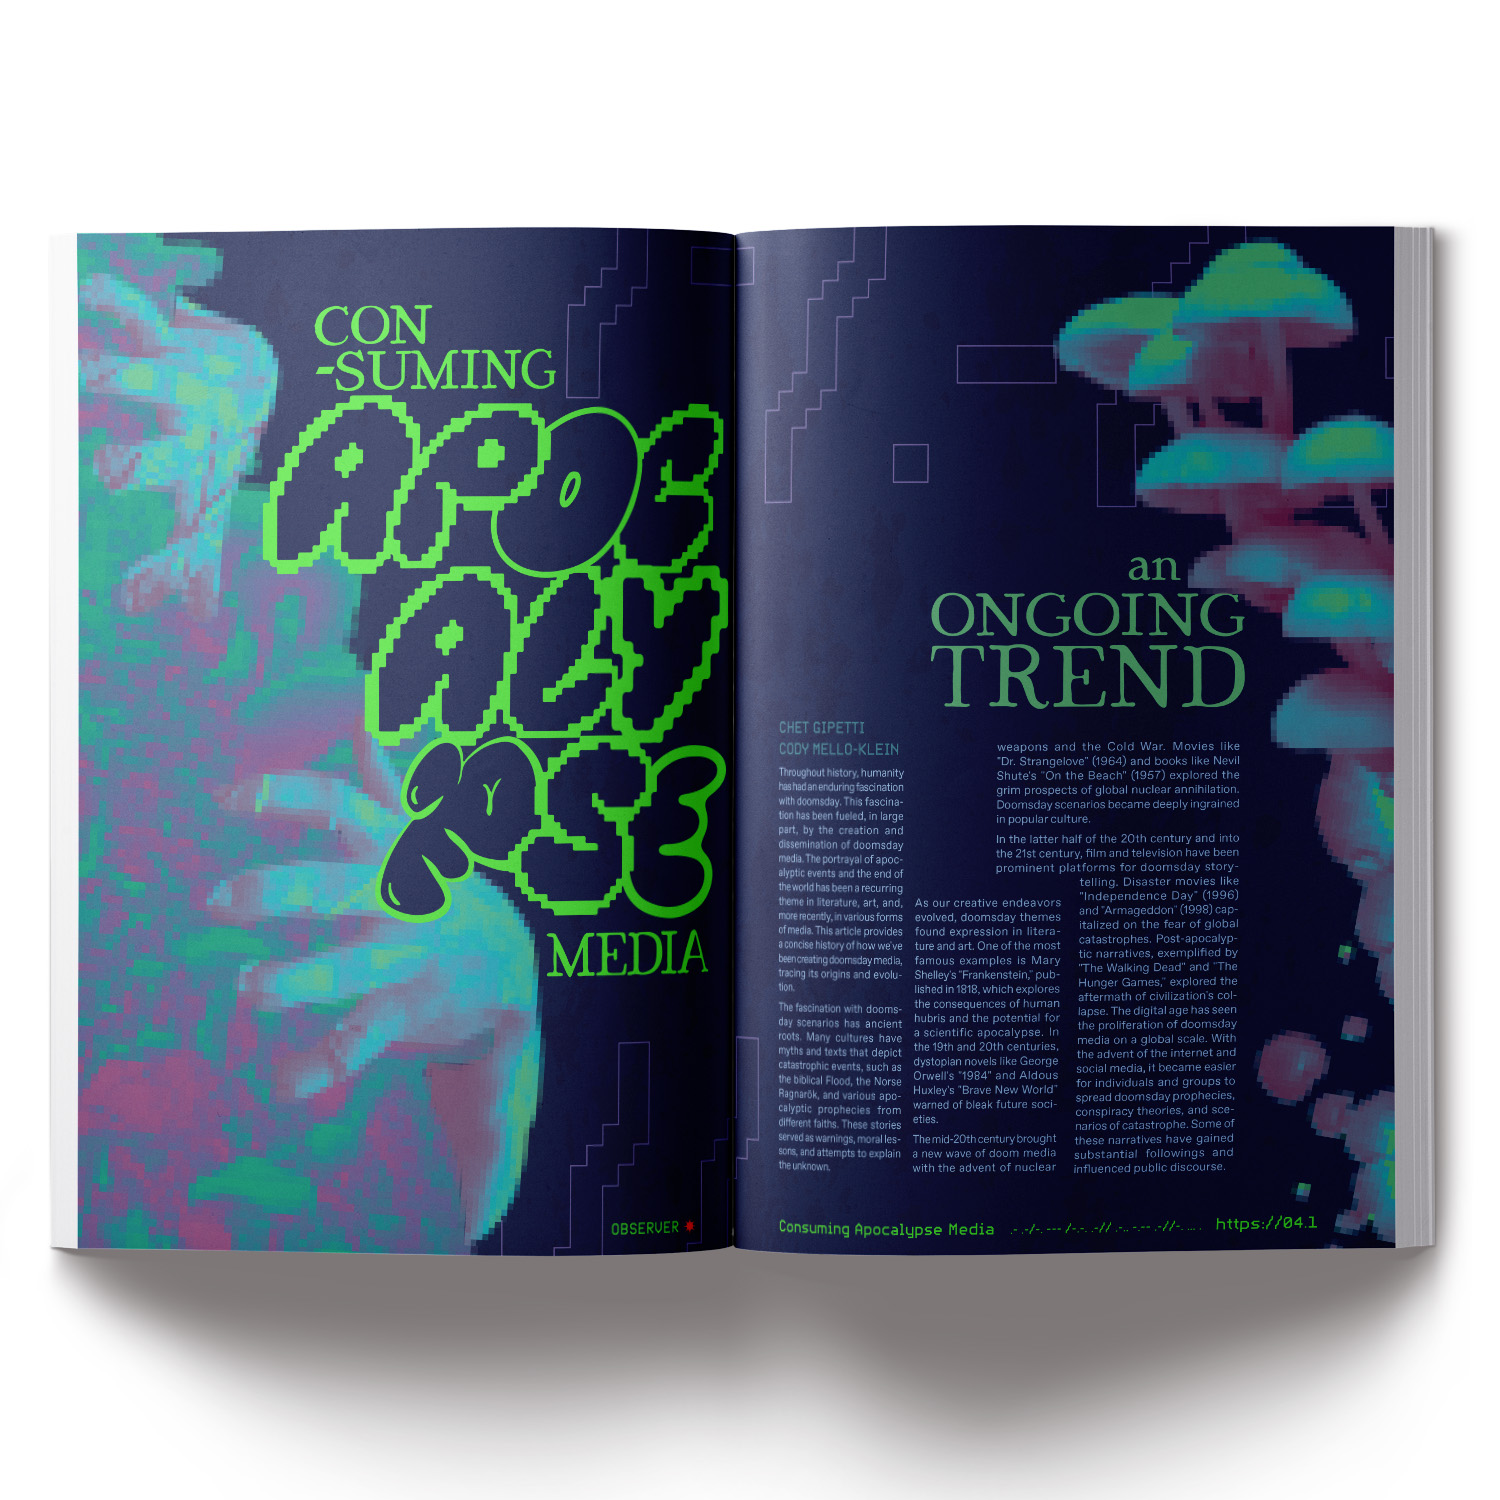 CON
-SUMING
APOC
ALY
PSE
MEDIA
OBSERVER
an
ONGOING
TREND
CHET GIPETTI
CODY MELLO-KLEIN
Throughout history, humanity
has had an enduring fascination
with doomsday. This fascina-
tion has been fueled, in large
part, by the creation and
dissemination of doomsday
media. The portrayal of apoc-
alyptic events and the end of
the world has been a recurring
theme in literature, art, and,
more recently, in various forms
of media. This article provides
a concise history of how we've
been creating doomsday media,
tracing its origins and evolu-
tion.
The fascination with dooms-
day scenarios has ancient
roots. Many cultures have
myths and texts that depict
catastrophic events, such as
the biblical Flood, the Norse
Ragnarök, and various apo-
calyptic prophecies from
different faiths. These stories
served as warnings, moral les-
sons, and attempts to explain
the unknown.
As our creative endeavors
evolved, doomsday themes
found expression in litera-
ture and art. One of the most
famous examples is Mary
Shelley's "Frankenstein," pub-
lished in 1818, which explores
the consequences of human
hubris and the potential for
a scientific apocalypse. In
the 19th and 20th centuries,
dystopian novels like George
Orwell's "1984" and Aldous
Huxley's "Brave New World"
warned of bleak future soci-
eties.
The mid-20th century brought
a new wave of doom media
with the advent of nuclear
weapons and the Cold War. Movies like
"Dr. Strangelove" (1964) and books like Nevil
Shute's "On the Beach" (1957) explored the
grim prospects of global nuclear annihilation.
Doomsday scenarios became deeply ingrained
in popular culture.
In the latter half of the 20th century and into
the 21st century, film and television have been
prominent platforms for doomsday story-
telling. Disaster movies like
"Independence Day" (1996)
and "Armageddon" (1998) cap-
italized on the fear of global
catastrophes. Post-apocalyp-
tic narratives, exemplified by
"The Walking Dead" and "The
Hunger Games," explored the
aftermath of civilization's col-
lapse. The digital age has seen
the proliferation of doomsday
media on a global scale. With
the advent of the internet and
social media, it became easier
for individuals and groups to
spread doomsday prophecies,
conspiracy theories, and sce-
narios of catastrophe. Some of
these narratives have gained
substantial followings and
influenced public discourse.
Consuming Apocalypse Media
https://04.1